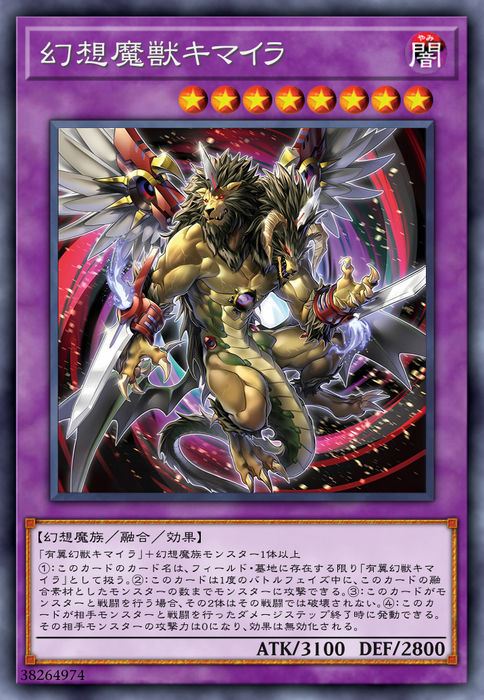 幻想魔獣キマイラ
やみ
闇
【幻想魔族／融合／効果】
「有翼幻獣キマイラ」＋幻想魔族モンスター1体以上
①：このカードのカード名は、フィールド・墓地に存在する限り「有翼幻獣キマイ
ラ」として扱う。②：このカードは1度のバトルフェイズ中に、このカードの融
合素材としたモンスターの数までモンスターに攻撃できる。③：このカードがモ
ンスターと戦闘を行う場合、その2体はその戦闘では破壊されない。④：このカ
ードが相手モンスターと戦闘を行ったダメージステップ終了時に発動できる。
その相手モンスターの攻撃力は0になり、効果は無効化される。
ATK/3100 DEF/2800
38264974